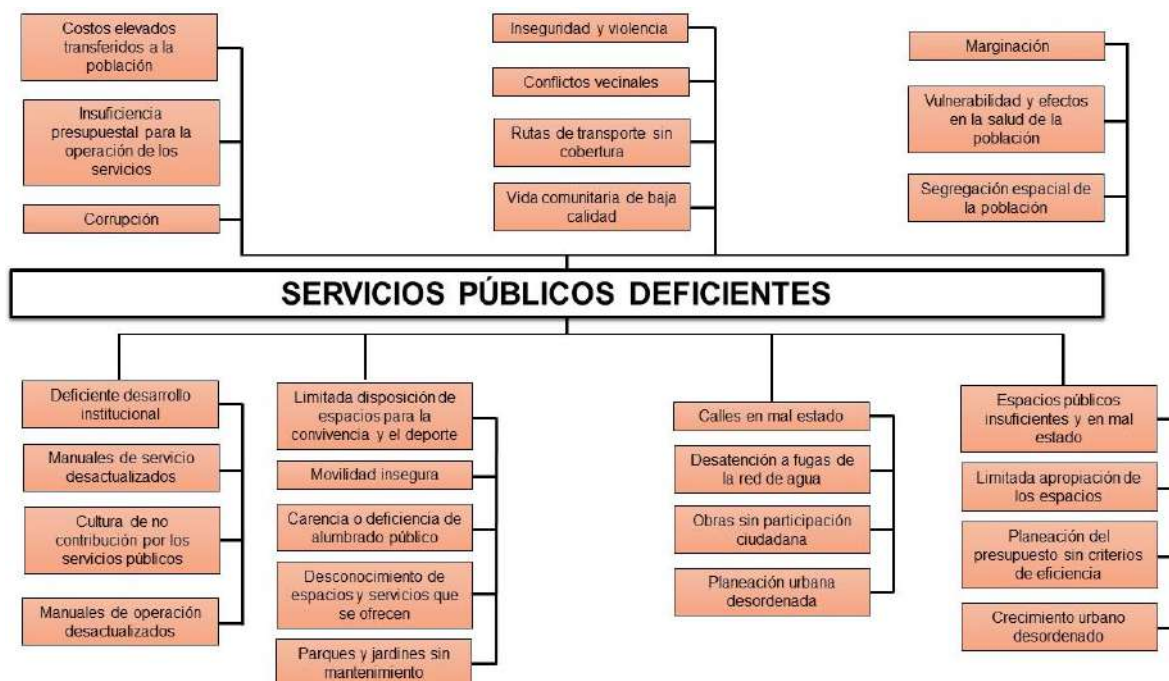 Costos elevados
transferidos a la
población
Insuficiencia
presupuestal para la
operación de los
servicios
Corrupción
Inseguridad y violencia
Conflictos vecinales
Rutas de transporte sin
cobertura
Vida comunitaria de baja
calidad
Marginación
Vulnerabilidad y efectos
en la salud de la
población
Segregación espacial de
la población
SERVICIOS PÚBLICOS DEFICIENTES
Deficiente desarrollo
institucional
Manuales de servicio
desactualizados
Cultura de no
contribución por los
servicios públicos
Manuales de operación
desactualizados
Limitada disposición de
espacios para la
convivencia y el deporte
Movilidad insegura
Carencia o deficiencia de
alumbrado público
Desconocimiento de
espacios y servicios que
se ofrecen
Parques y jardines sin
mantenimiento
Calles en mal estado
Desatención a fugas de
la red de agua
Obras sin participación
ciudadana
Planeación urbana
desordenada
Espacios públicos
insuficientes y en mal
estado
Limitada apropiación de
los espacios
Planeación del
presupuesto sin criterios
de eficiencia
Crecimiento urbano
desordenado